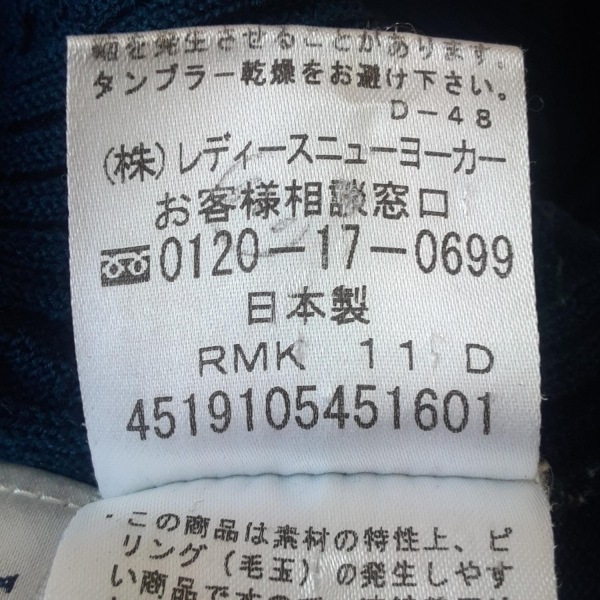 を発生させることがあります。
タンブラー乾燥をお避け下さい。
D-48
(株)レディースニューヨーカー
お客様相談窓口
0120-17-0699
日本製
RMK 11 D
4519105451601
・この商品は素材の特性上、ピ
リング(毛玉)の発生しやす
い商品で